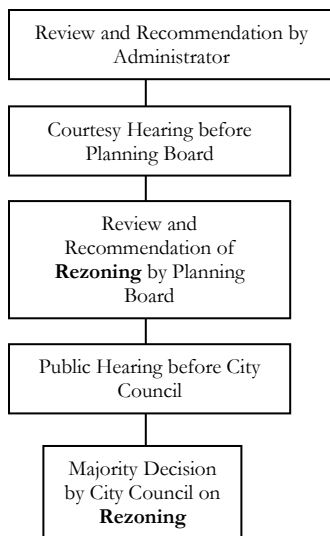 Review and Recommendation by
Administrator
Courtesy Hearing before
Planning Board
Review and
Recommendation of
Rezoning by Planning
Board
Public Hearing before City
Council
Majority Decision
by City Council on
Rezoning